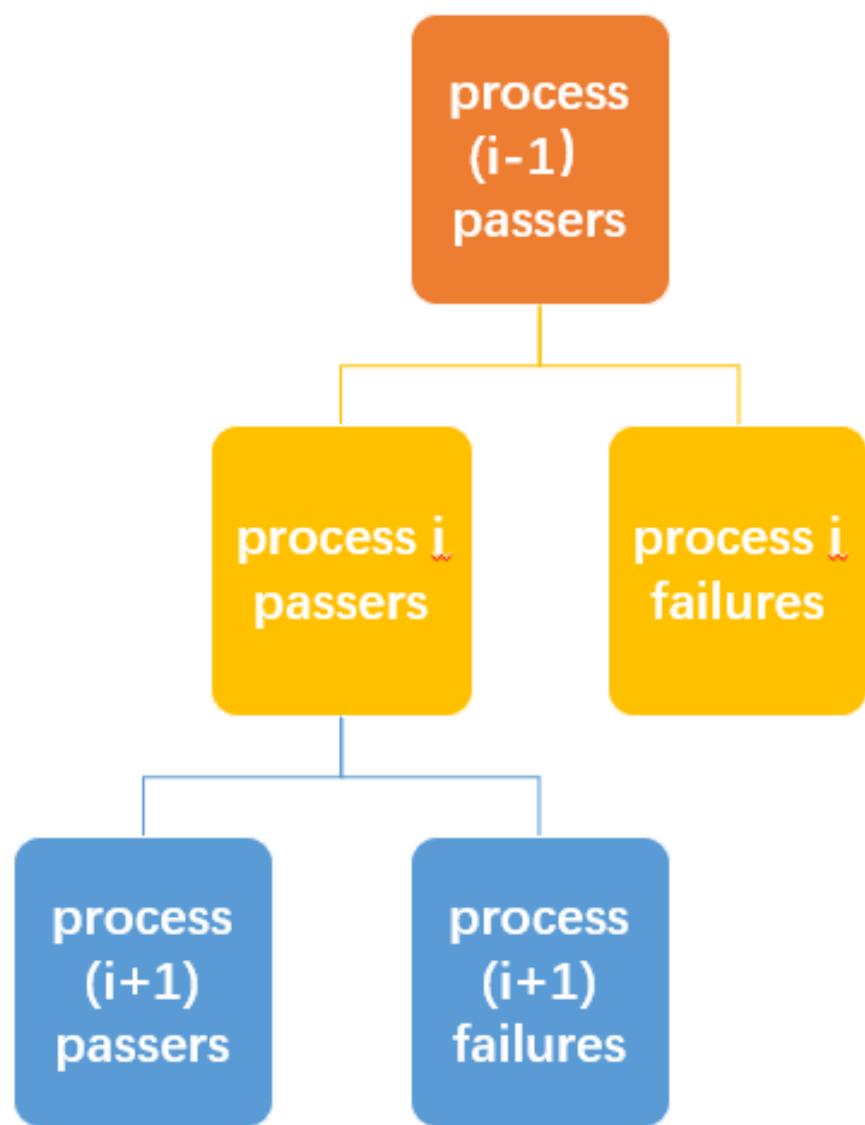 process
(i-1)
passers
process i
passers
process i
failures
process
(i+1)
passers
process
(i+1)
failures